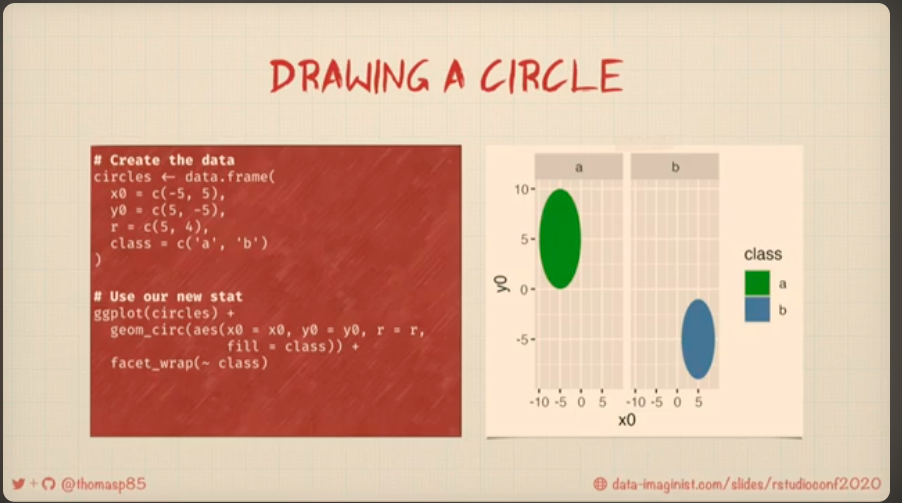 DRAWING A CIRCLE
# Create the data
circles ← data.frame(
  x0 = c(-5, 5),
  y0 = c(5, -5),
  r = c(5, 4),
  class = c('a', 'b')
)
# Use our new stat
ggplot(circles) +
  geom_circ(aes(x0 = x0, y0 = y0, r = r,
                fill = class)) +
  facet_wrap(~ class)
a b
10
5
0
-5
y0
-10 -5 0 5 -10 -5 0 5
x0
class
a
b
+ @thomasp85
data-imaginist.com/slides/rstudioconf2020